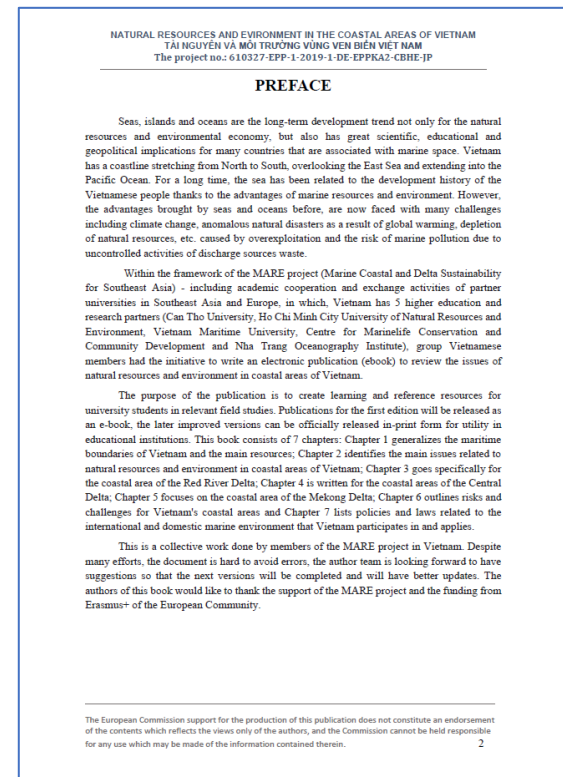 NATURAL RESOURCES AND EVIRONMENT IN THE COASTAL AREAS OF VIETNAM
TÀI NGUYÊN VÀ MÔI TRƯỜNG VÙNG VEN BIỂN VIỆT NAM
The project no.: 610327-EPP-1-2019-1-DE-EPPKA2-CBHE-JP
PREFACE
Seas, islands and oceans are the long-term development trend not only for the natural
resources and environmental economy, but also has great scientific, educational and
geopolitical implications for many countries that are associated with marine space. Vietnam
has a coastline stretching from North to South, overlooking the East Sea and extending into the
Pacific Ocean. For a long time, the sea has been related to the development history of the
Vietnamese people thanks to the advantages of marine resources and environment. However,
the advantages brought by seas and oceans before, are now faced with many challenges
including climate change, anomalous natural disasters as a result of global warming, depletion
of natural resources, etc. caused by overexploitation and the risk of marine pollution due to
uncontrolled activities of discharge sources waste.
Within the framework of the MARE project (Marine Coastal and Delta Sustainability
for Southeast Asia) - including academic cooperation and exchange activities of partner
universities in Southeast Asia and Europe, in which, Vietnam has 5 higher education and
research partners (Can Tho University, Ho Chi Minh City University of Natural Resources and
Environment, Vietnam Maritime University, Centre for Marinelife Conservation and
Community Development and Nha Trang Oceanography Institute), group Vietnamese
members had the initiative to write an electronic publication (ebook) to review the issues of
natural resources and environment in coastal areas of Vietnam.
The purpose of the publication is to create learning and reference resources for
university students in relevant field studies. Publications for the first edition will be released as
an e-book, the later improved versions can be officially released in-print form for utility in
educational institutions. This book consists of 7 chapters: Chapter 1 generalizes the maritime
boundaries of Vietnam and the main resources; Chapter 2 identifies the main issues related to
natural resources and environment in coastal areas of Vietnam; Chapter 3 goes specifically for
the coastal area of the Red River Delta; Chapter 4 is written for the coastal areas of the Central
Delta; Chapter 5 focuses on the coastal area of the Mekong Delta; Chapter 6 outlines risks and
challenges for Vietnam's coastal areas and Chapter 7 lists policies and laws related to the
international and domestic marine environment that Vietnam participates in and applies.
This is a collective work done by members of the MARE project in Vietnam. Despite
many efforts, the document is hard to avoid errors, the author team is looking forward to have
suggestions so that the next versions will be completed and will have better updates. The
authors of this book would like to thank the support of the MARE project and the funding from
Erasmus+ of the European Community.
The European Commission support for the production of this publication does not constitute an endorsement
of the contents which reflects the views only of the authors, and the Commission cannot be held responsible
for any use which may be made of the information contained therein. 2